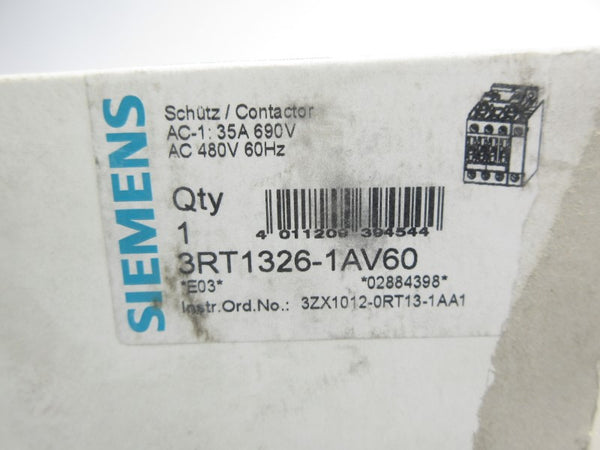 SIEMENS
Schütz / Contactor
AC-1: 35A 690V
AC 480V 60Hz
Qty
1
4 011209 394544
3RT1326-1AV60
*E03* *02884398*
Instr.Ord.No.: 3ZX1012-0RT13-1AA1